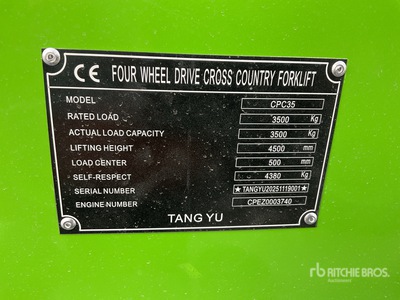 CE FOUR WHEEL DRIVE CROSS COUNTRY FORKLIFT
MODEL CPC35
RATED LOAD 3500 Kg
ACTUAL LOAD CAPACITY 3500 Kg
LIFTING HEIGHT 4500 mm
LOAD CENTER 500 mm
SELF-RESPECT 4380 Kg
SERIAL NUMBER ★TANGYU20251119001★
ENGINE NUMBER CPEZ0003740
TANG YU
rb RITCHIE BROS.